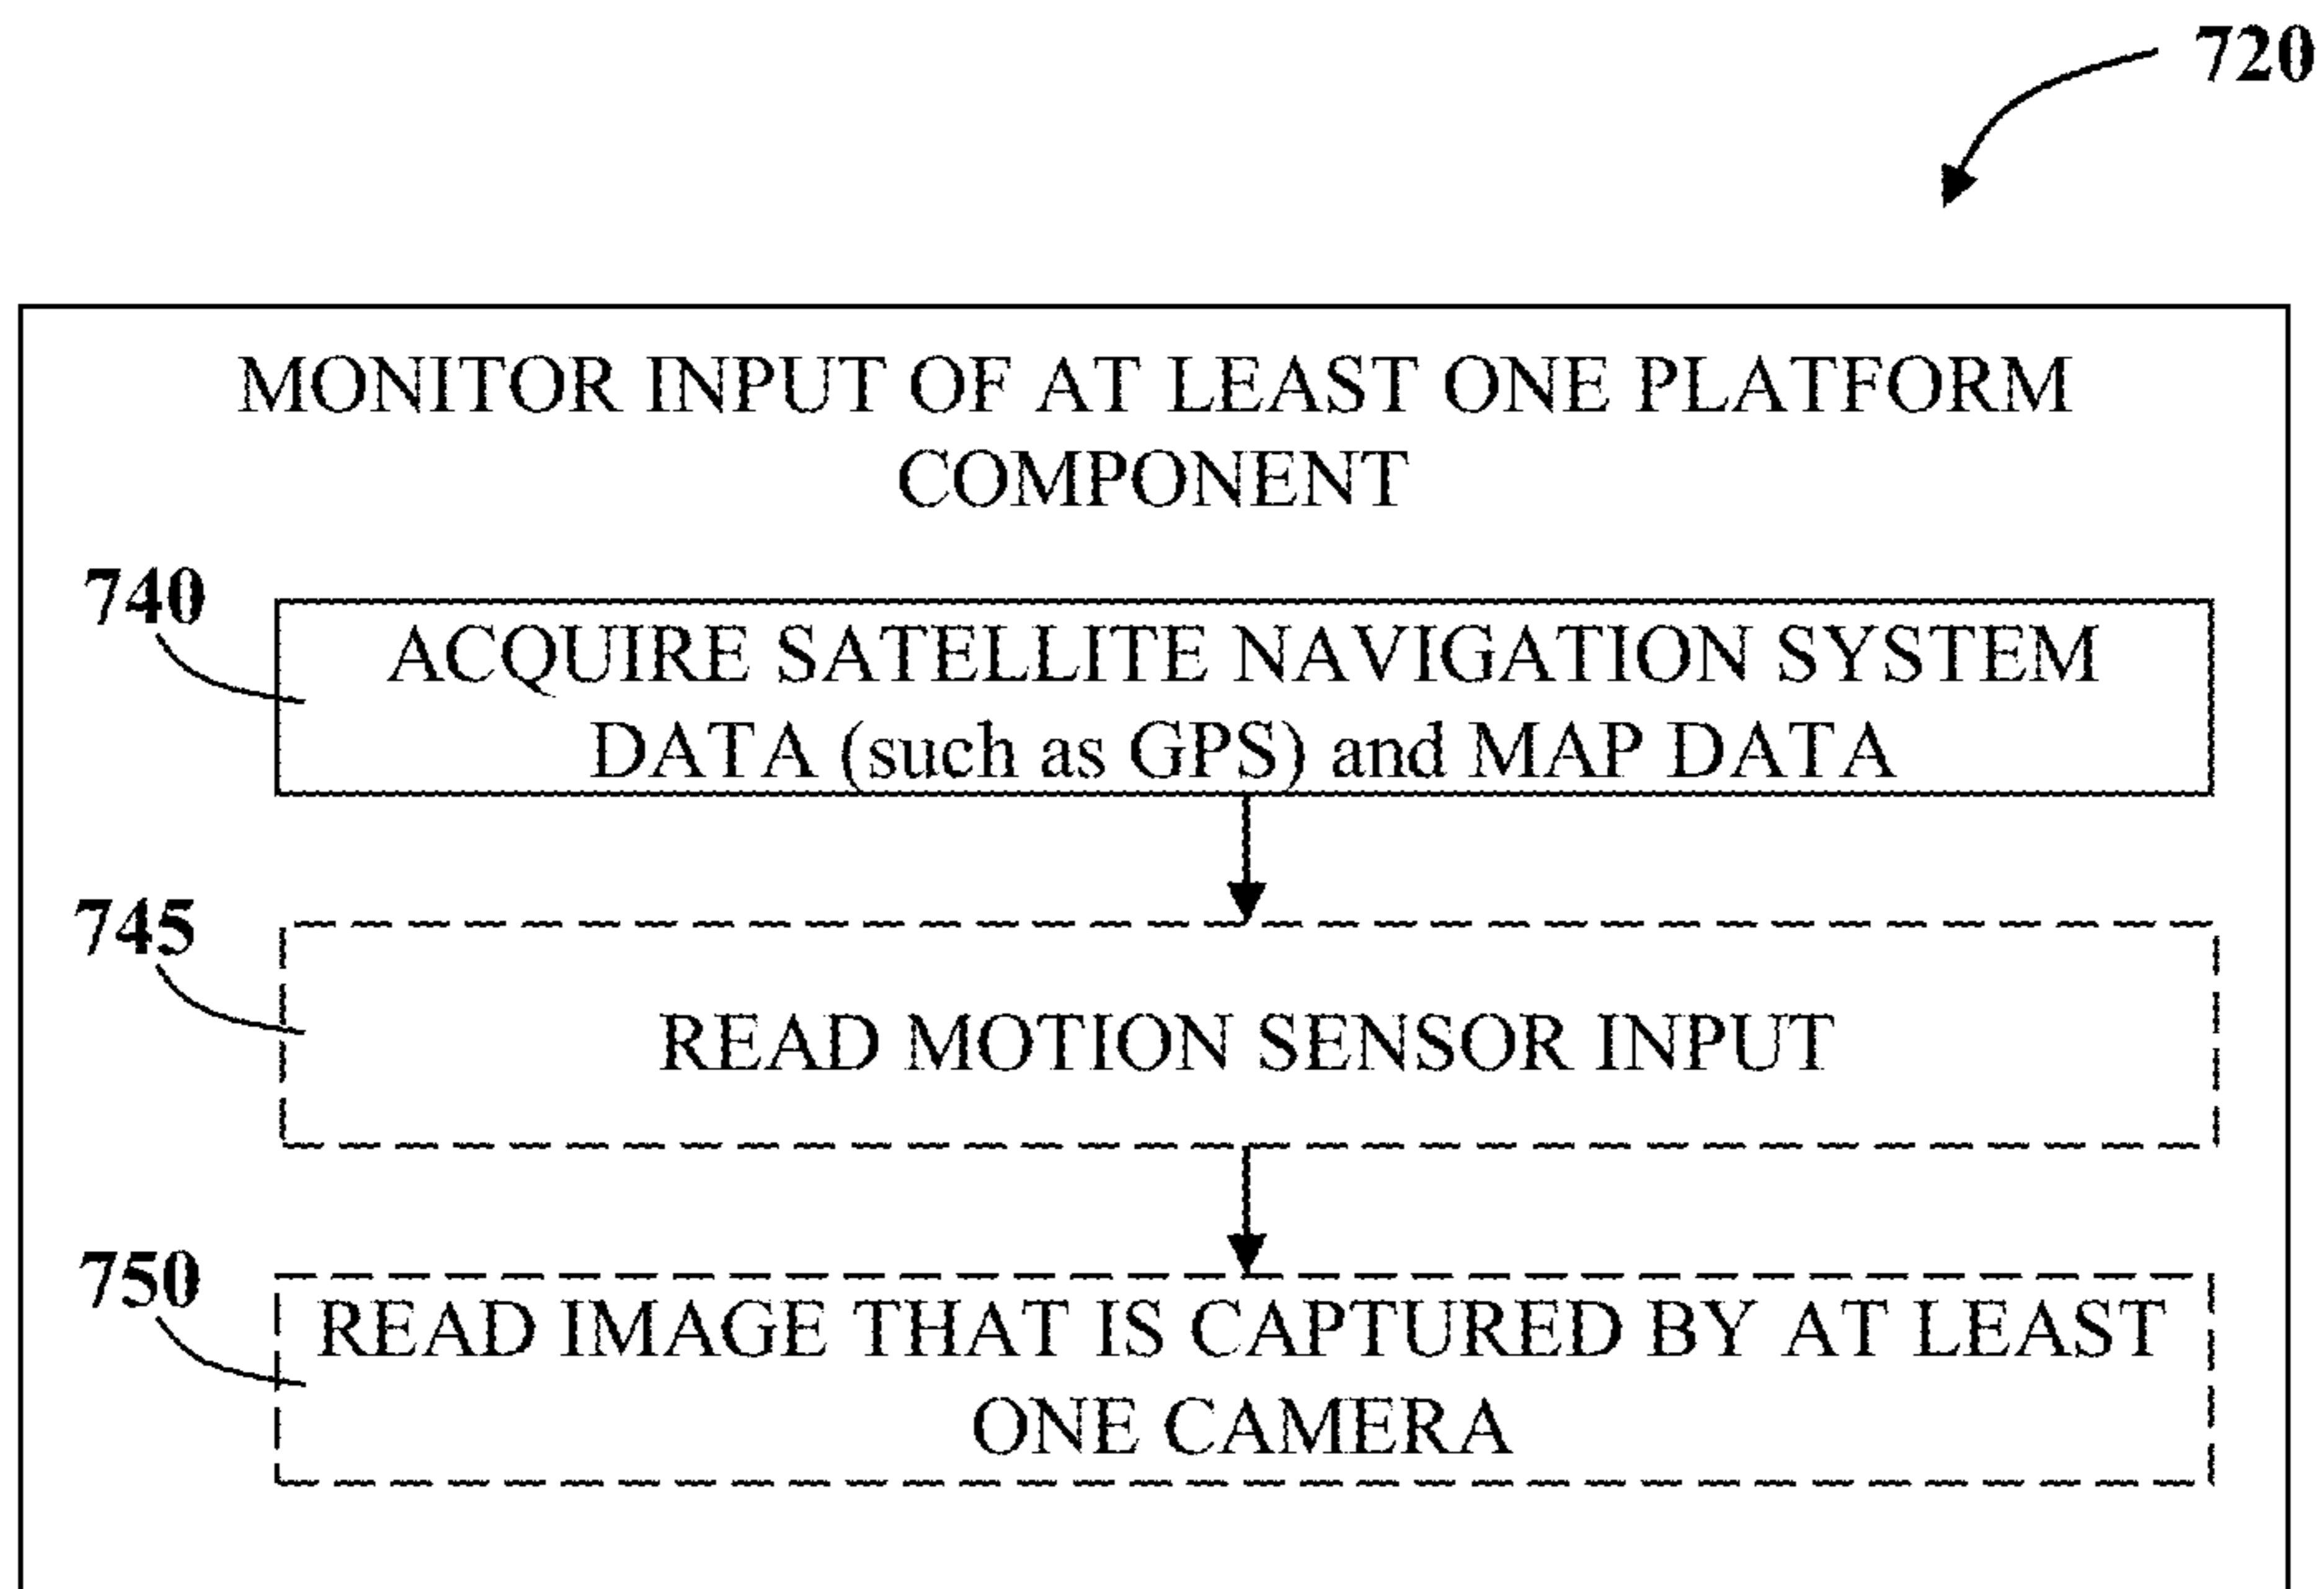 720
MONITOR INPUT OF AT LEAST ONE PLATFORM
COMPONENT
740
ACQUIRE SATELLITE NAVIGATION SYSTEM
DATA (such as GPS) and MAP DATA
745
READ MOTION SENSOR INPUT
750
READ IMAGE THAT IS CAPTURED BY AT LEAST
ONE CAMERA